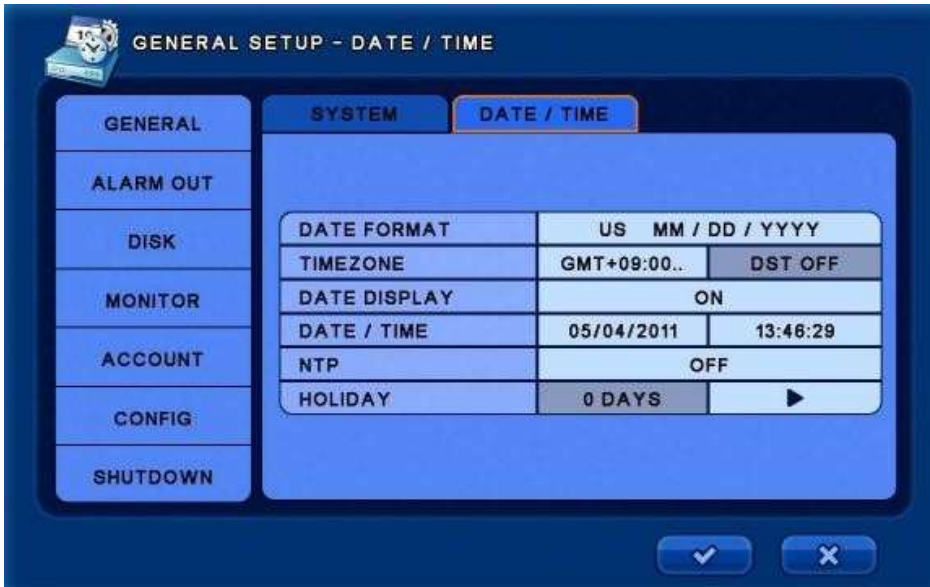 GENERAL SETUP - DATE / TIME
SYSTEM
DATE / TIME
GENERAL
ALARM OUT
DISK
MONITOR
ACCOUNT
CONFIG
SHUTDOWN
DATE FORMAT US MM / DD / YYYY
TIMEZONE GMT+09:00.. DST OFF
DATE DISPLAY ON
DATE / TIME 05/04/2011 13:46:29
NTP OFF
HOLIDAY 0 DAYS